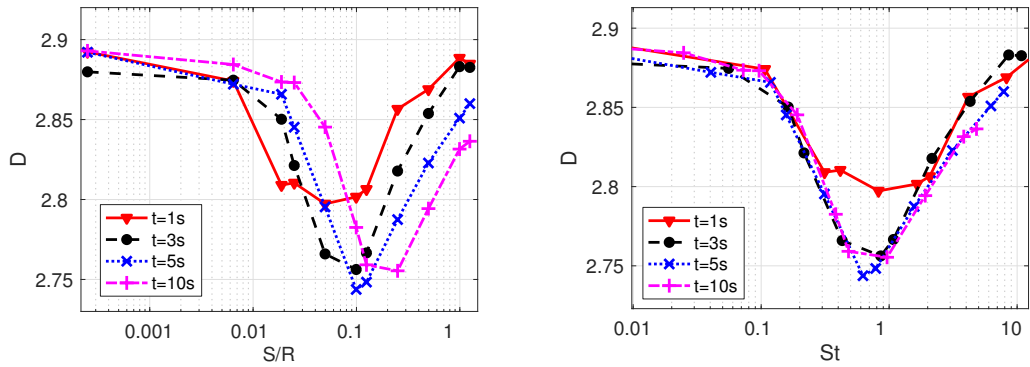 2.9
2.85
2.8
2.75
D
t=1s
t=3s
t=5s
t=10s
0.001
0.01
0.1
1
S/R
2.9
2.85
2.8
2.75
D
t=1s
t=3s
t=5s
t=10s
0.01
0.1
1
10
St